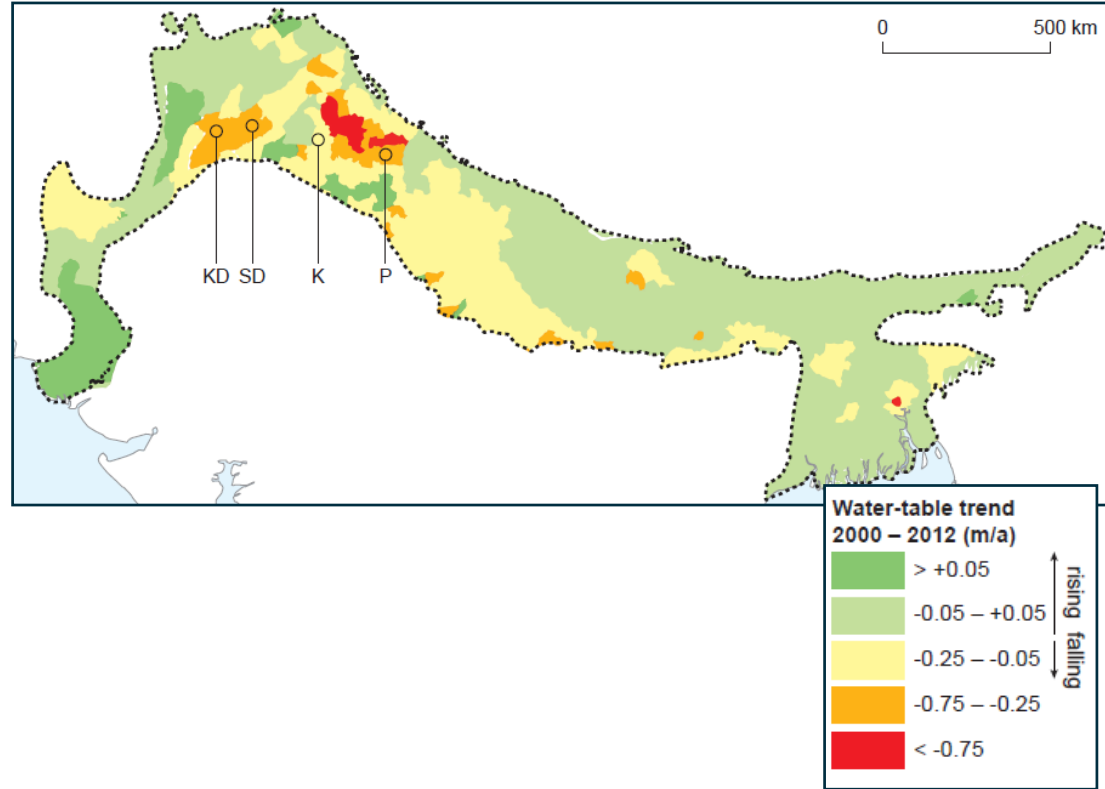 0 500 km
KD SD K P
Water-table trend
2000 – 2012 (m/a)
> +0.05
-0.05 – +0.05
-0.25 – -0.05
-0.75 – -0.25
< -0.75
rising
falling